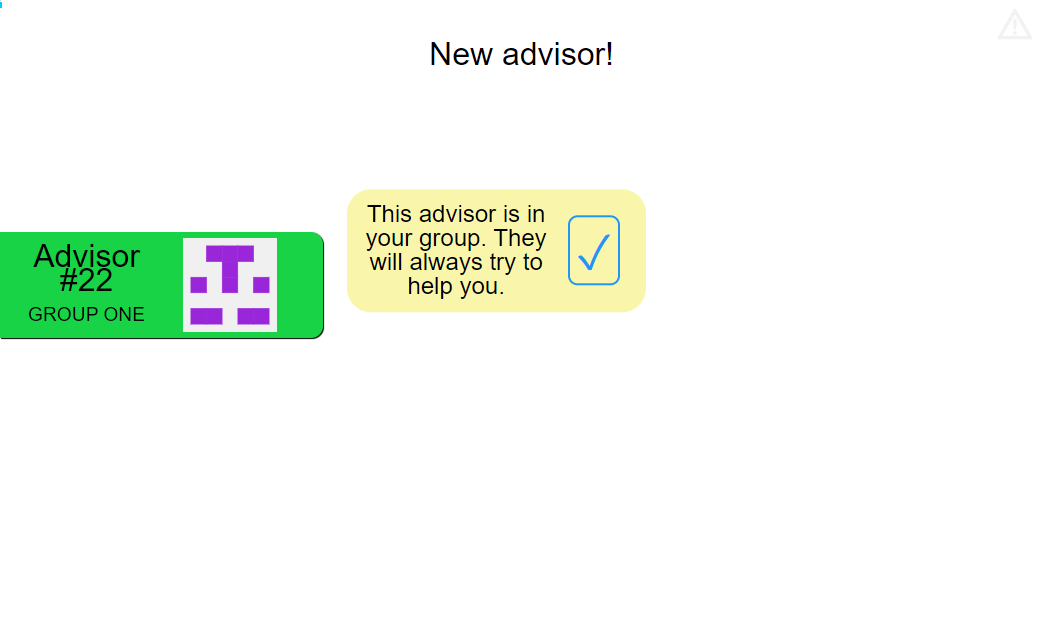 New advisor!
This advisor is in
your group. They
will always try to
help you.
Advisor
#22
GROUP ONE